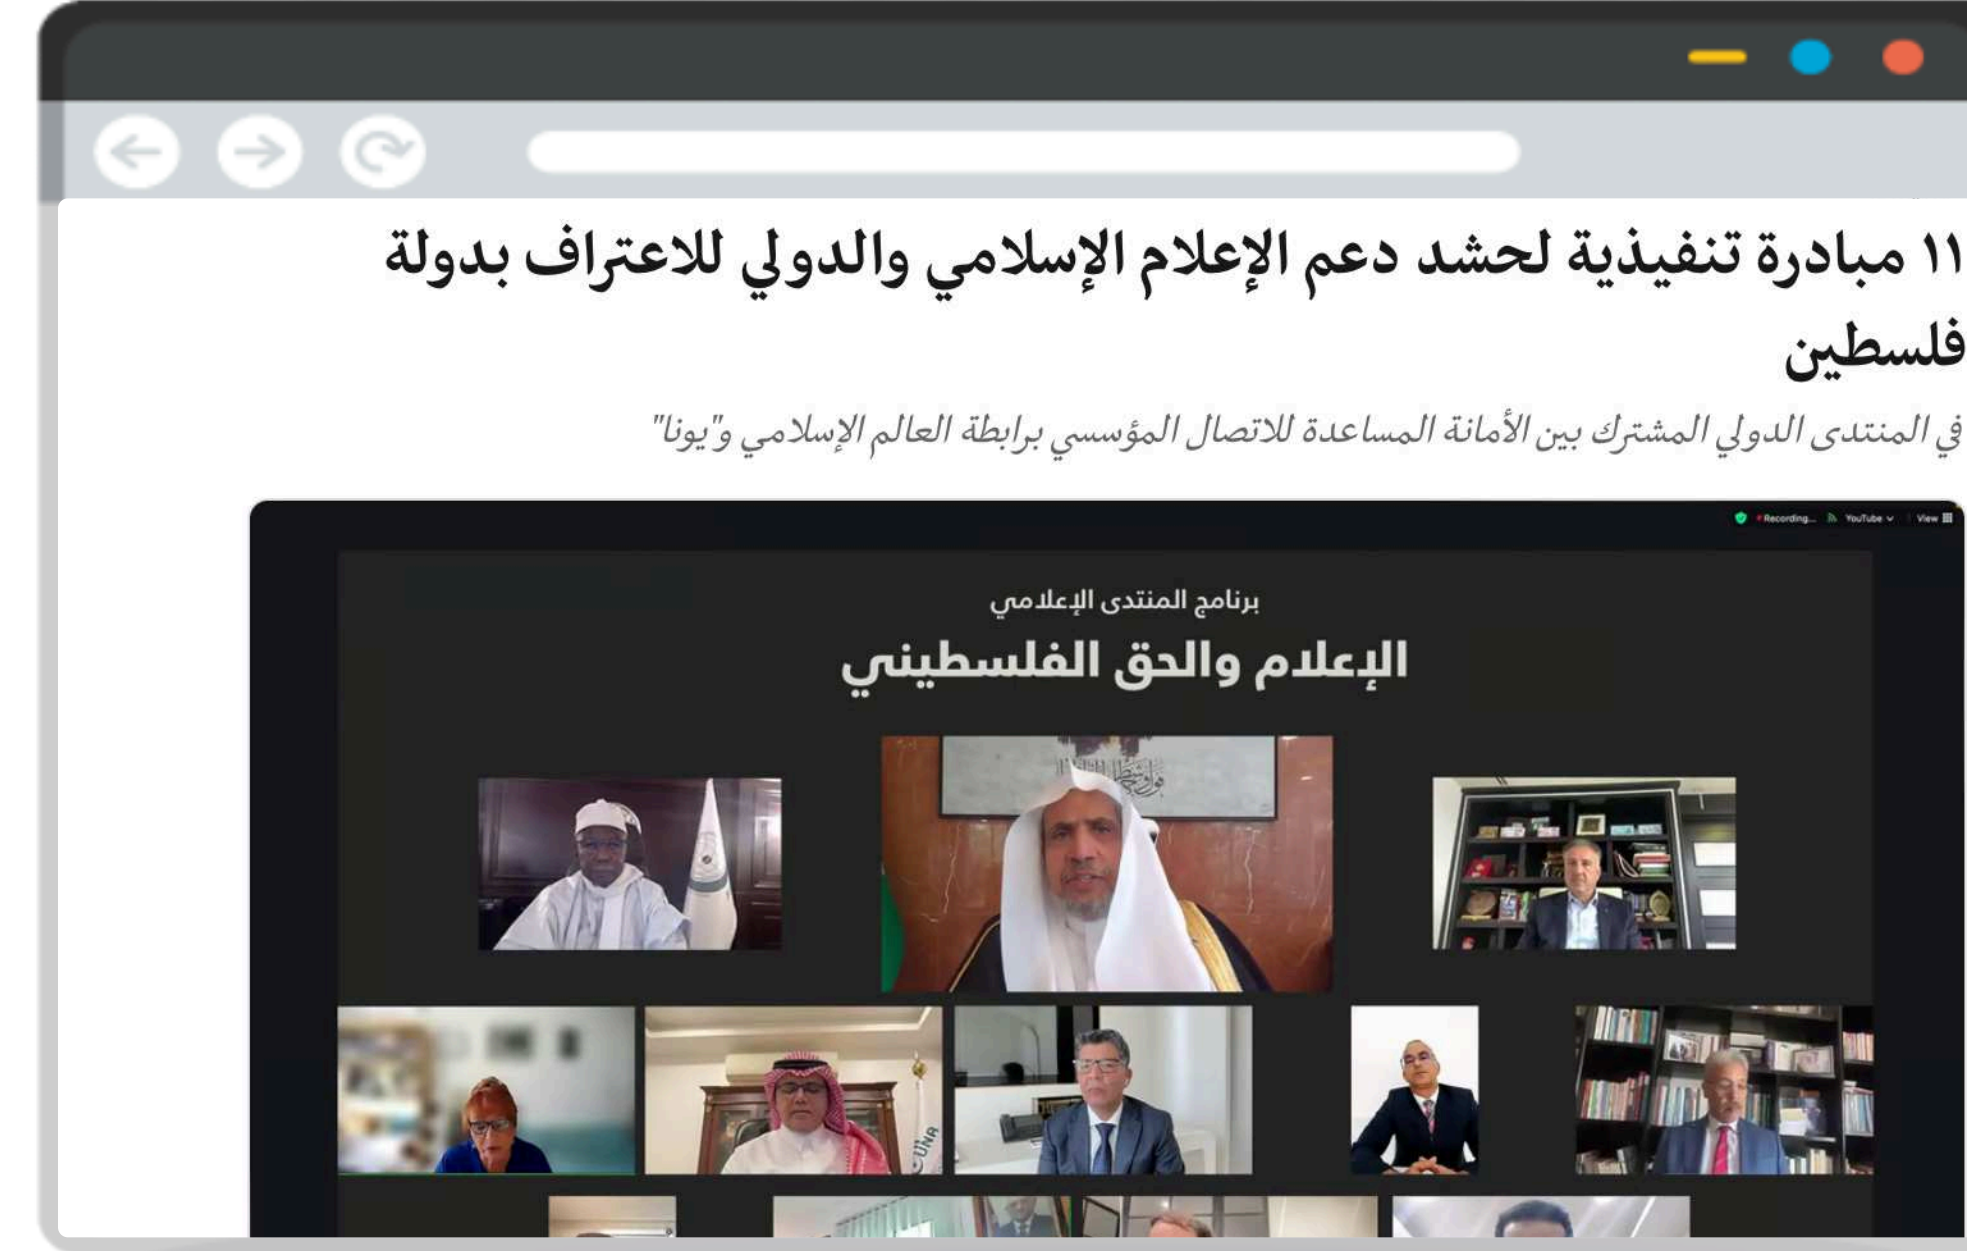 ١١ مبادرة تنفيذية لحشد دعم الإعلام الإسلامي والدولي للاعتراف بدولة
فلسطين
في المنتدى الدولي المشترك بين الأمانة المساعدة للاتصال المؤسسي برابطة العالم الإسلامي و"يونا"
Recording... YouTube View
برنامج المنتدى الإعلامي
الإعلام والحق الفلسطيني
UNA